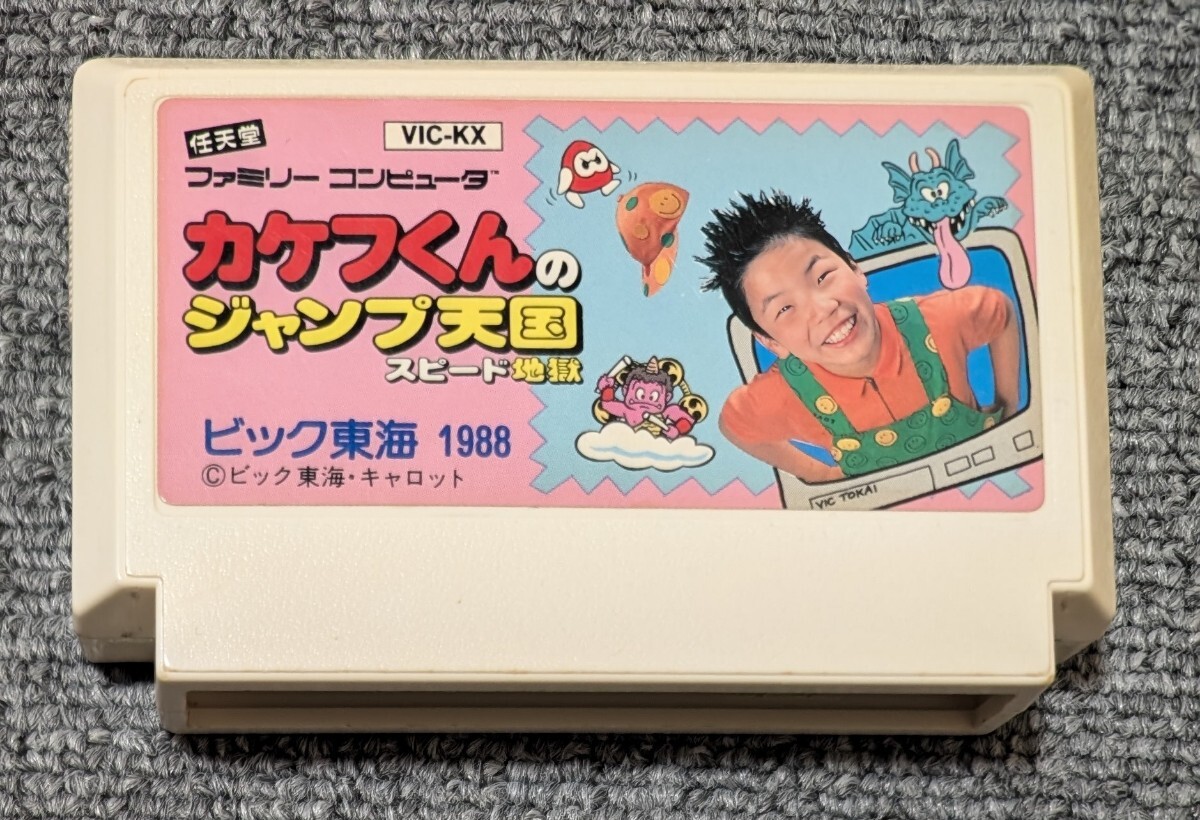 任天堂
VIC-KX
ファミリー コンピュータ™
カケフくんの
ジャンプ天国
スピード地獄
ビック東海 1988
©ビック東海・キャロット
VIC TOKAI